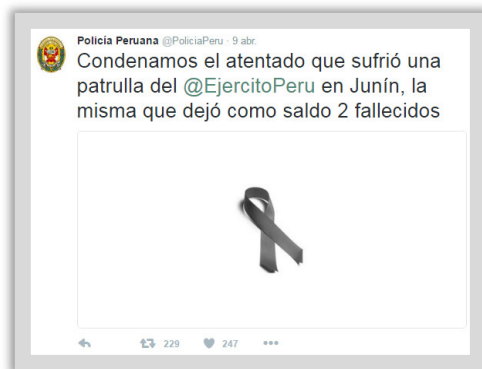 Policía Peruana @PoliciaPeru · 9 abr.
Condenamos el atentado que sufrió una
patrulla del @EjercitoPeru en Junín, la
misma que dejó como saldo 2 fallecidos
229 247